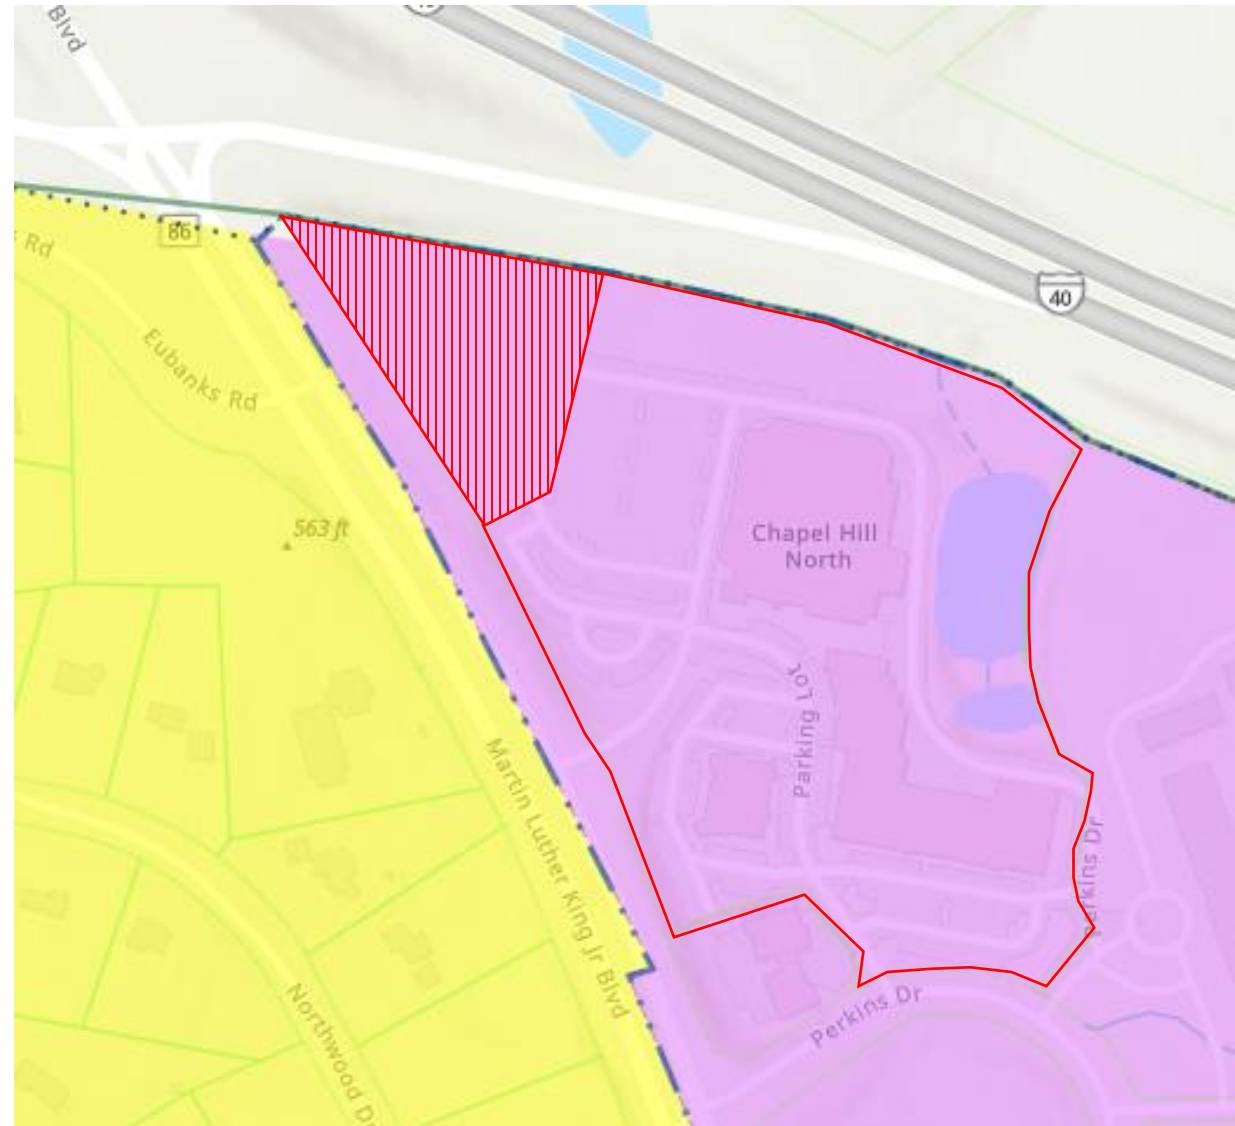 Blvd
86
Rd
40
Eubanks Rd
563 ft
Chapel Hill
North
Parking Lot
Martin Luther King Jr Blvd
Perkins Dr
Perkins Dr
Northwood Dr